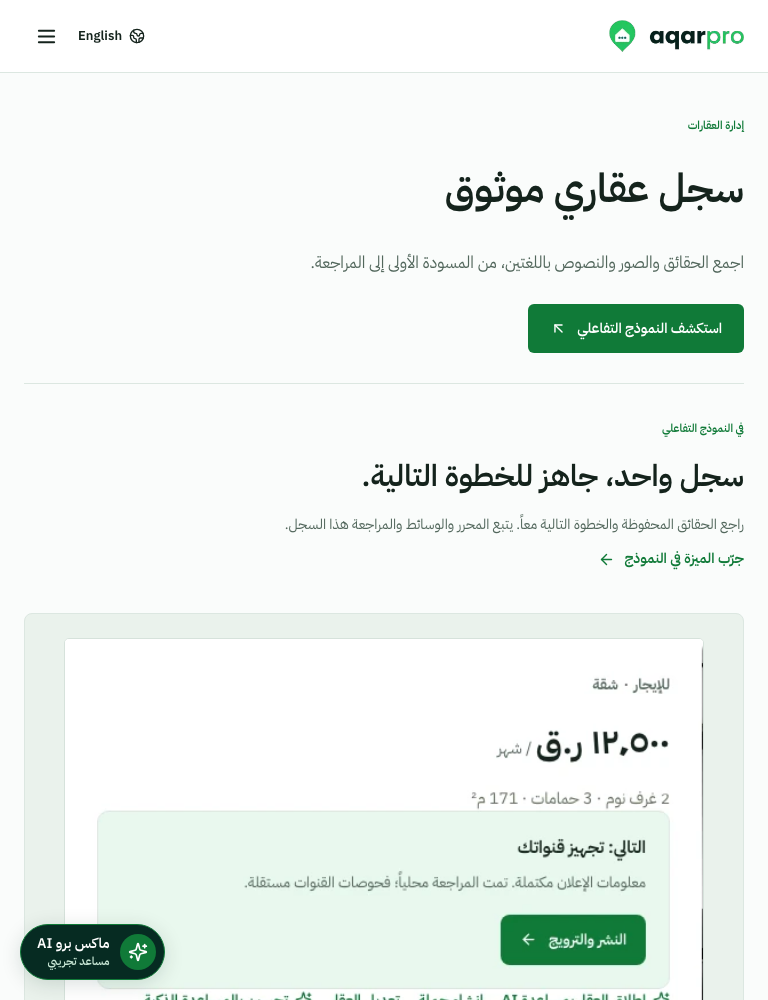 aqarpro
English
إدارة العقارات
سجل عقاري موثوق
اجمع الحقائق والصور والنصوص باللغتين، من المسودة الأولى إلى المراجعة.
استكشف النموذج التفاعلي
في النموذج التفاعلي
سجل واحد، جاهز للخطوة التالية.
راجع الحقائق المحفوظة والخطوة التالية معاً. يتبع المحرر والوسائط والمراجعة هذا السجل.
جرّب الميزة في النموذج
للإيجار · شقة
١٢٬٥٠٠ ر.ق / شهر
2 غرف نوم · 3 حمامات · 171 م²
التالي: تجهيز قنواتك
معلومات الإعلان مكتملة. تمت المراجعة محلياً؛ فحوصات القنوات مستقلة.
النشر والترويج
ماكس برو AI
مساعد تجريبي